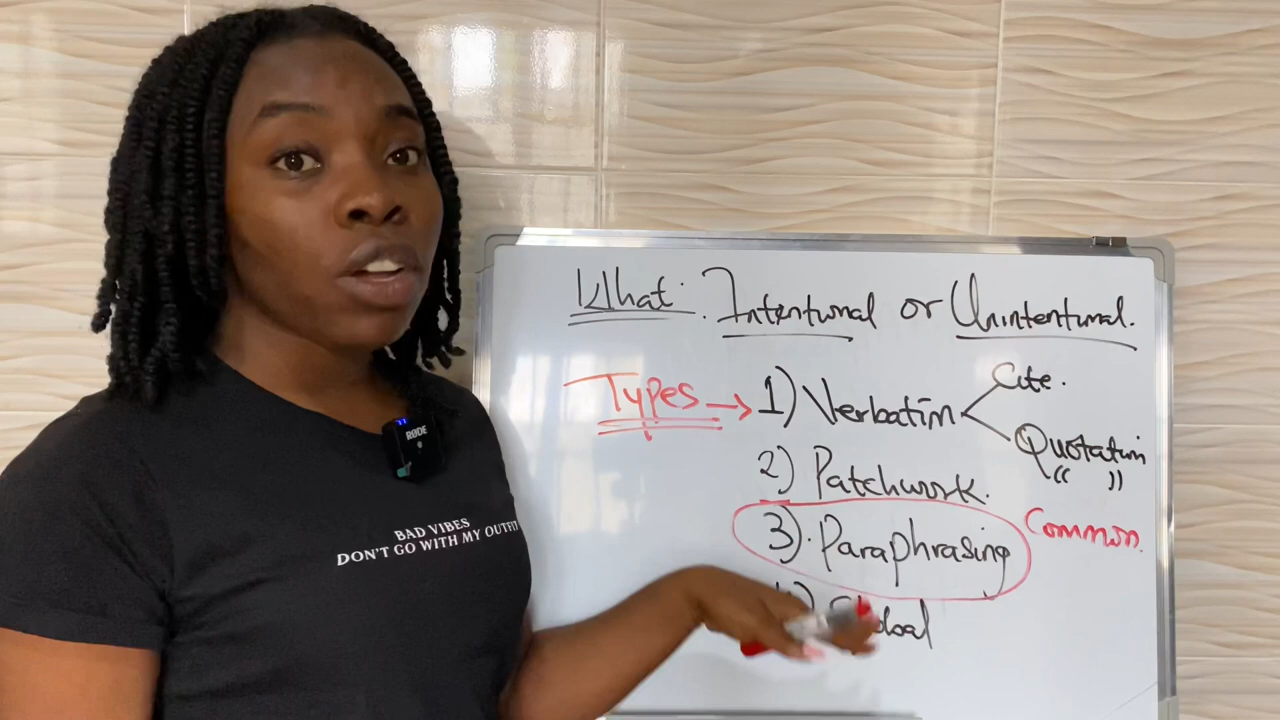 What: Intentional or Unintentional.
Types → 1) Verbatim
Cite.
Quotation
“ ”
2) Patchwork.
3). Paraphrasing
Common.
4) Global
RØDE
BAD VIBES
DON'T GO WITH MY OUTFIT